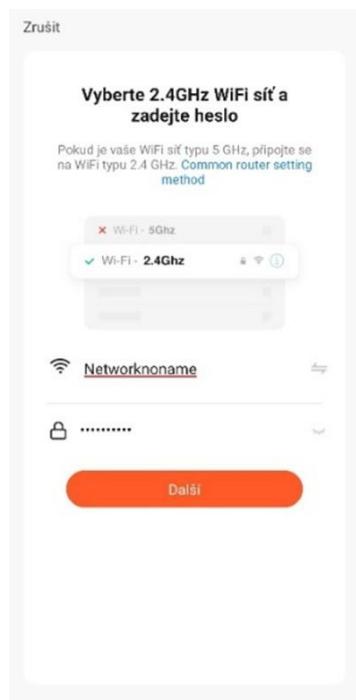 Zrušit
Vyberte 2.4GHz WiFi síť a
zadejte heslo
Pokud je vaše WiFi síť typu 5 GHz, připojte se
na WiFi typu 2.4 GHz. Common router setting
method
Wi-Fi - 5Ghz
Wi-Fi - 2.4Ghz
Networknoname
••••••••••
Další